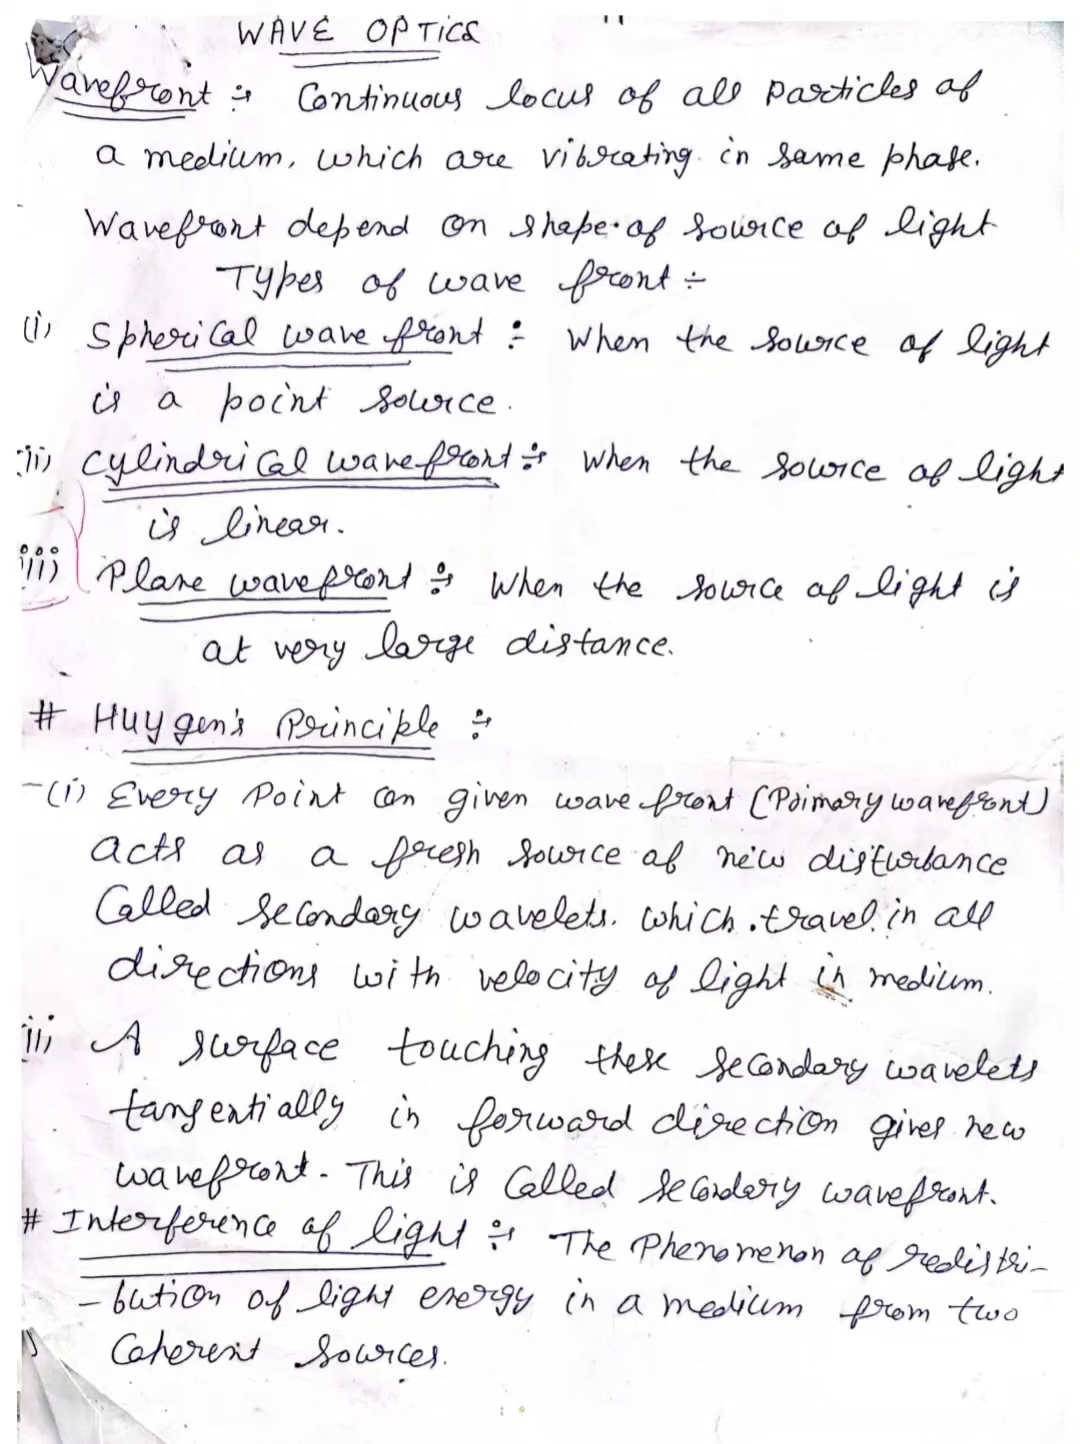 WAVE OPTICS
Wavefront ÷ Continuous locus of all particles of
a medium, which are vibrating in same phase.
Wavefront depend on shape of source of light
Types of wave front ÷
(i) Spherical wave front ÷ When the source of light
is a point source.
(ii) Cylindrical wavefront ÷ when the source of light
is linear.
(iii) Plane wavefront ÷ When the source of light is
at very large distance.
# Huygen's Principle ÷
(i) Every Point on given wave front (Primary wavefront)
acts as a fresh source of new disturbance
Called Secondary wavelets. which travel in all
directions with velocity of light in medium.
(ii) A surface touching these secondary wavelets
tangentially in forward direction gives new
wavefront. This is Called secondary wavefront.
# Interference of light ÷ The Phenomenon of redistri-
-bution of light energy in a medium from two
Coherent Sources.